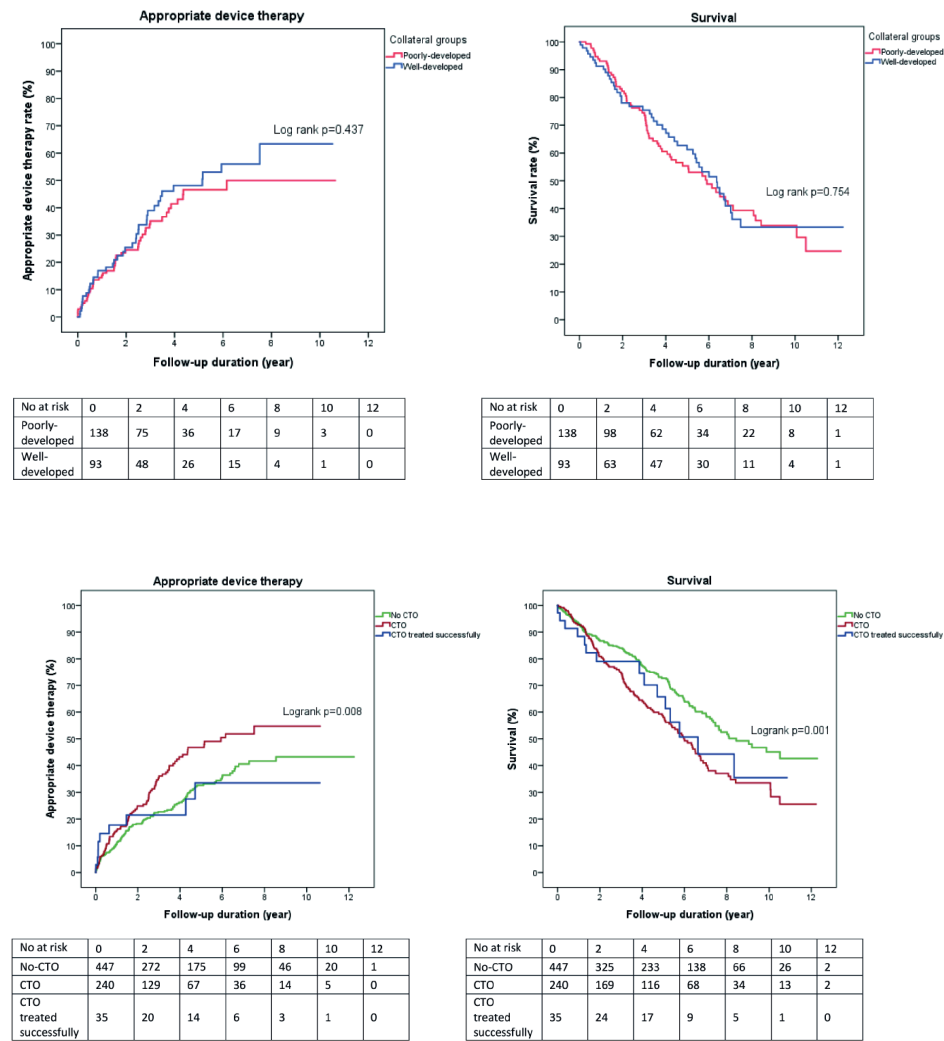 Appropriate device therapy
Collateral groups
Poorly-developed
Well-developed
Log rank p=0.437
Appropriate device therapy rate (%)
100
90
80
70
60
50
40
30
20
10
0
0 2 4 6 8 10 12
Follow-up duration (year)
Survival
Collateral groups
Poorly-developed
Well-developed
Log rank p=0.754
Survival rate (%)
100
90
80
70
60
50
40
30
20
10
0
0 2 4 6 8 10 12
Follow-up duration (year)
No at risk 0 2 4 6 8 10 12
Poorly-
developed 138 75 36 17 9 3 0
Well-
developed 93 48 26 15 4 1 0
No at risk 0 2 4 6 8 10 12
Poorly-
developed 138 98 62 34 22 8 1
Well-
developed 93 63 47 30 11 4 1
Appropriate device therapy
No CTO
CTO
CTO treated successfully
Logrank p=0.008
Appropriate device therapy (%)
100
90
80
70
60
50
40
30
20
10
0
0 2 4 6 8 10 12
Follow-up duration (year)
Survival
No CTO
CTO
CTO treated successfully
Logrank p=0.001
Survival (%)
100
90
80
70
60
50
40
30
20
10
0
0 2 4 6 8 10 12
Follow-up duration (year)
No at risk 0 2 4 6 8 10 12
No-CTO 447 272 175 99 46 20 1
CTO 240 129 67 36 14 5 0
CTO
treated 35 20 14 6 3 1 0
successfully
No at risk 0 2 4 6 8 10 12
No-CTO 447 325 233 138 66 26 2
CTO 240 169 116 68 34 13 2
CTO
treated 35 24 17 9 5 1 0
successfully